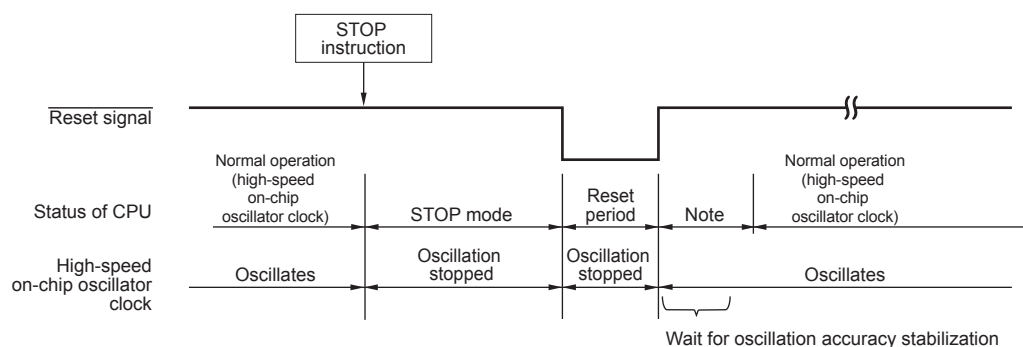 STOP
instruction
Reset signal
Normal operation
(high-speed
on-chip
oscillator clock)
Status of CPU
STOP mode
Reset
period
Note
Normal operation
(high-speed
on-chip
oscillator clock)
High-speed
on-chip oscillator
clock
Oscillates
Oscillation
stopped
Oscillation
stopped
Oscillates
Wait for oscillation accuracy stabilization